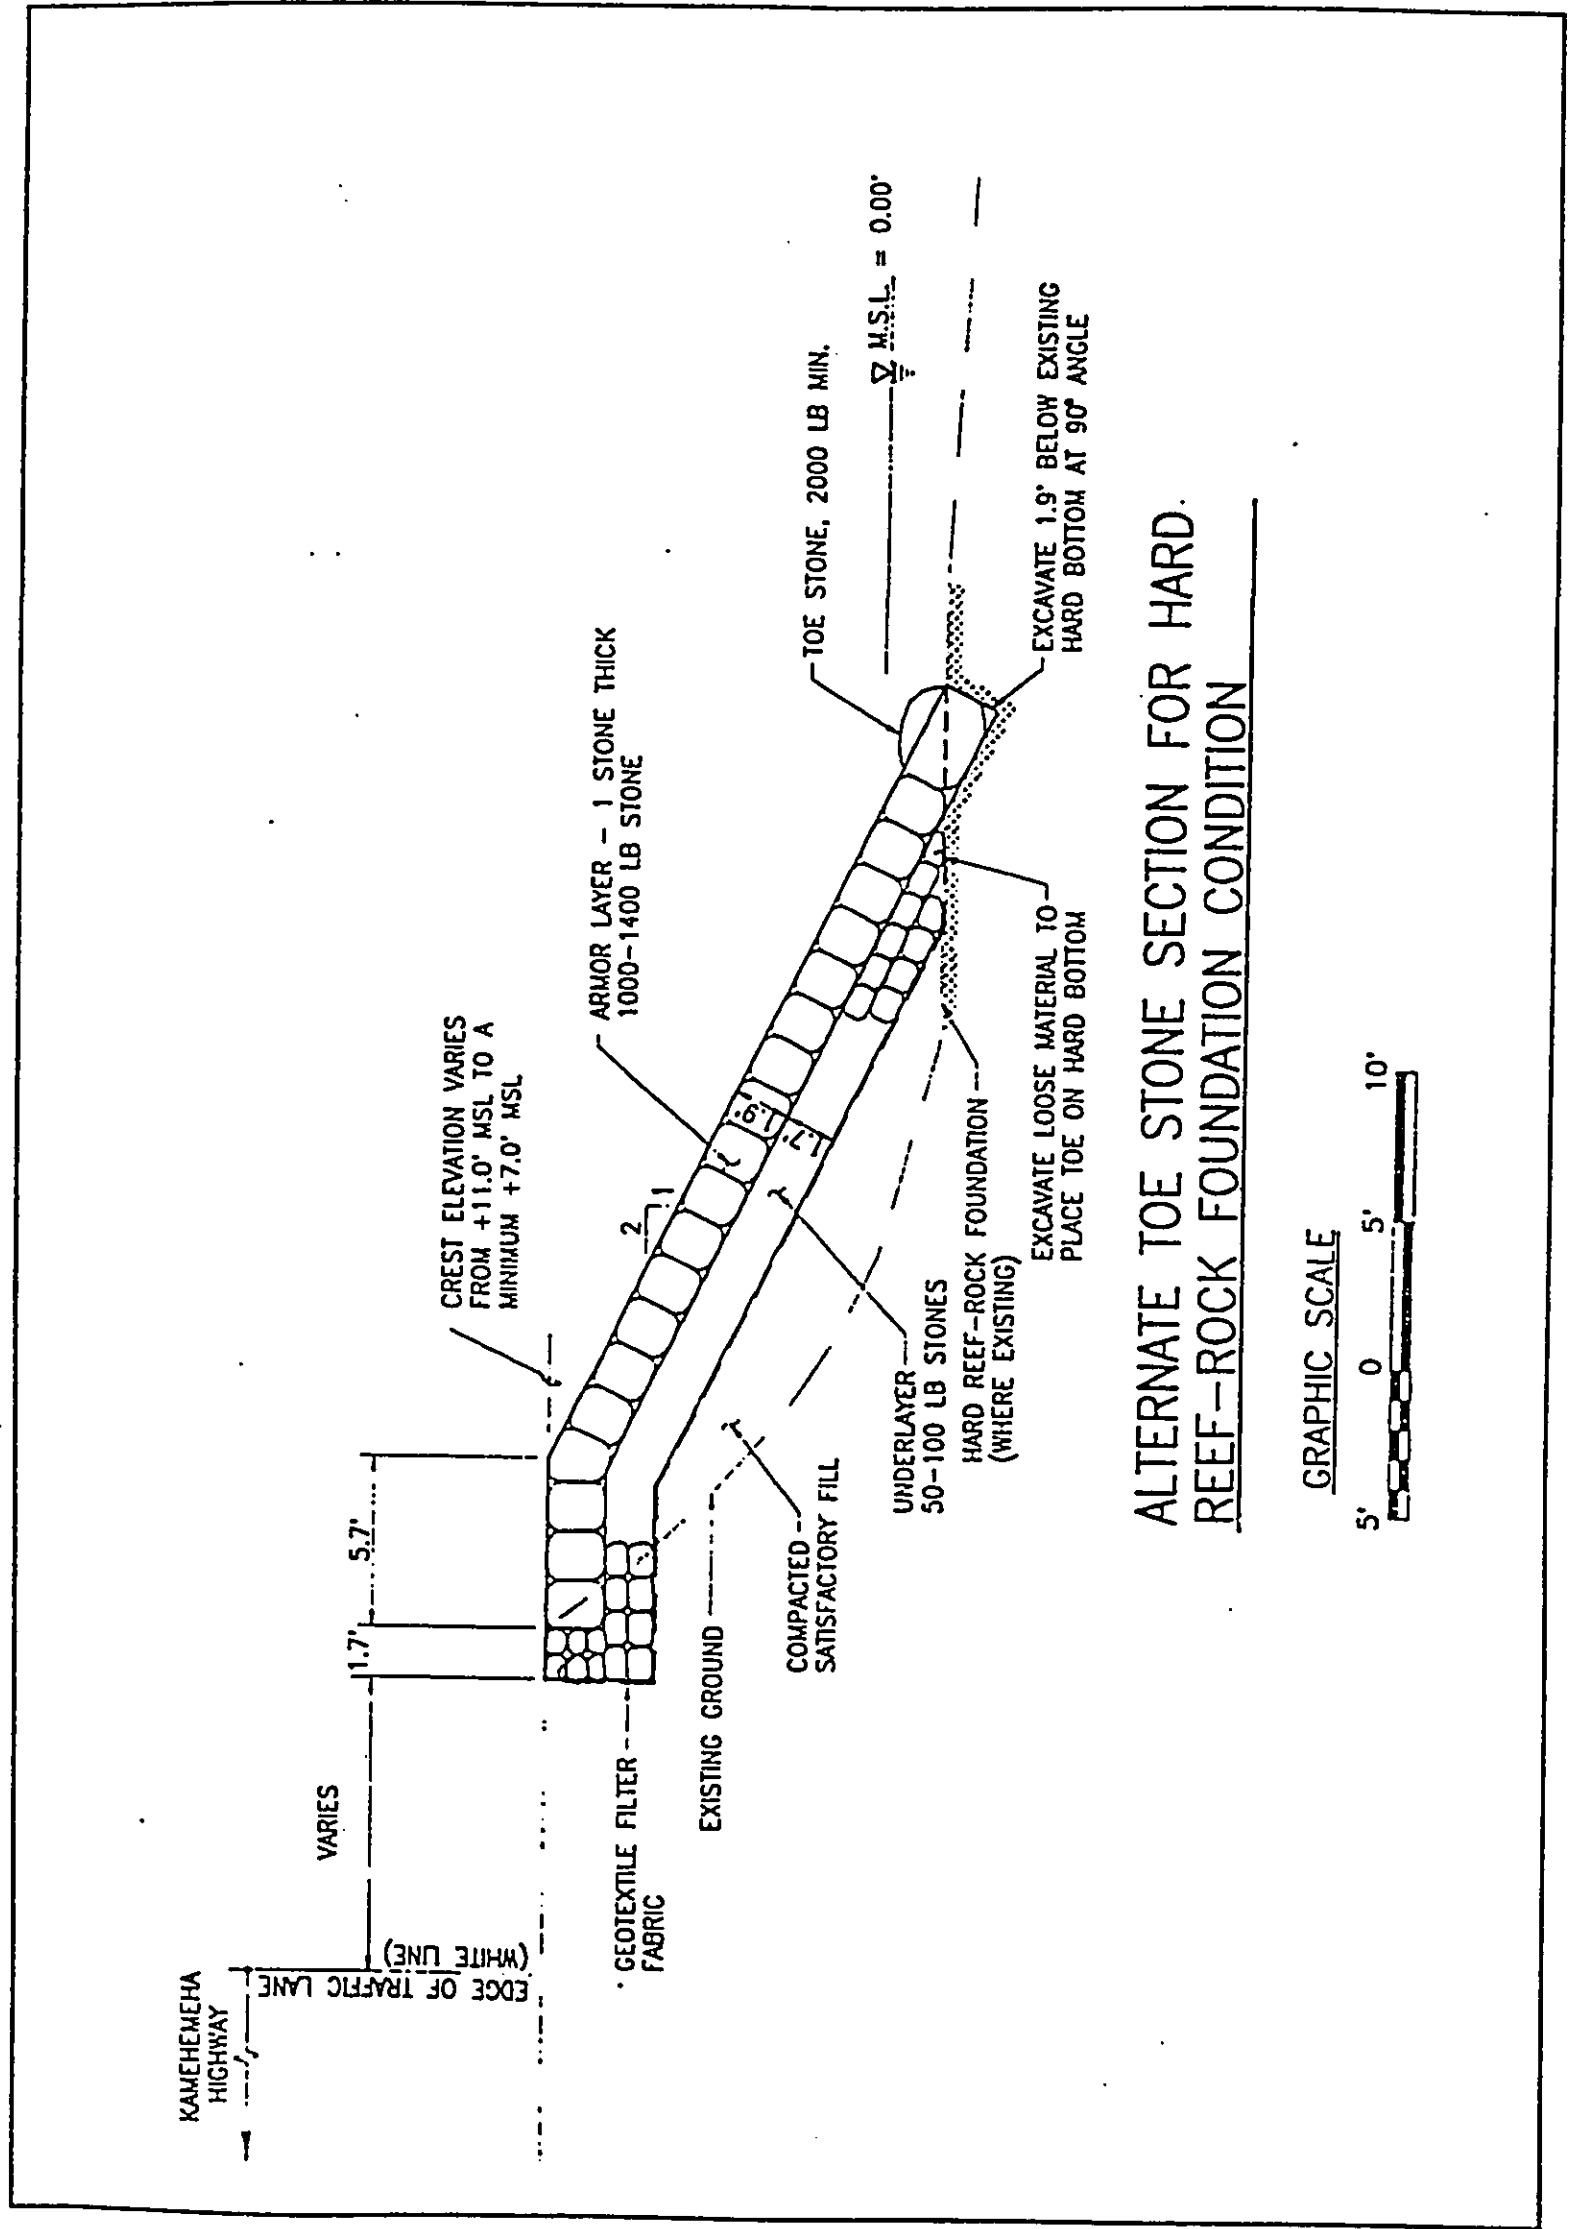 KAMEHEMEHA
HIGHWAY
EDGE OF TRAFFIC LANE
(WHITE LINE)
VARIES
1.7'
5.7'
CREST ELEVATION VARIES
FROM +11.0' MSL TO A
MINIMUM +7.0' MSL
2
1
ARMOR LAYER - 1 STONE THICK
1000-1400 LB STONE
1.9'
1.7'
TOE STONE, 2000 LB MIN.
M.S.L. = 0.00'
GEOTEXTILE FILTER
FABRIC
EXISTING GROUND
COMPACTED
SATISFACTORY FILL
UNDERLAYER
50-100 LB STONES
HARD REEF-ROCK FOUNDATION
(WHERE EXISTING)
EXCAVATE LOOSE MATERIAL TO
PLACE TOE ON HARD BOTTOM
EXCAVATE 1.9' BELOW EXISTING
HARD BOTTOM AT 90° ANGLE
ALTERNATE TOE STONE SECTION FOR HARD
REEF-ROCK FOUNDATION CONDITION
GRAPHIC SCALE
5' 0 5' 10'